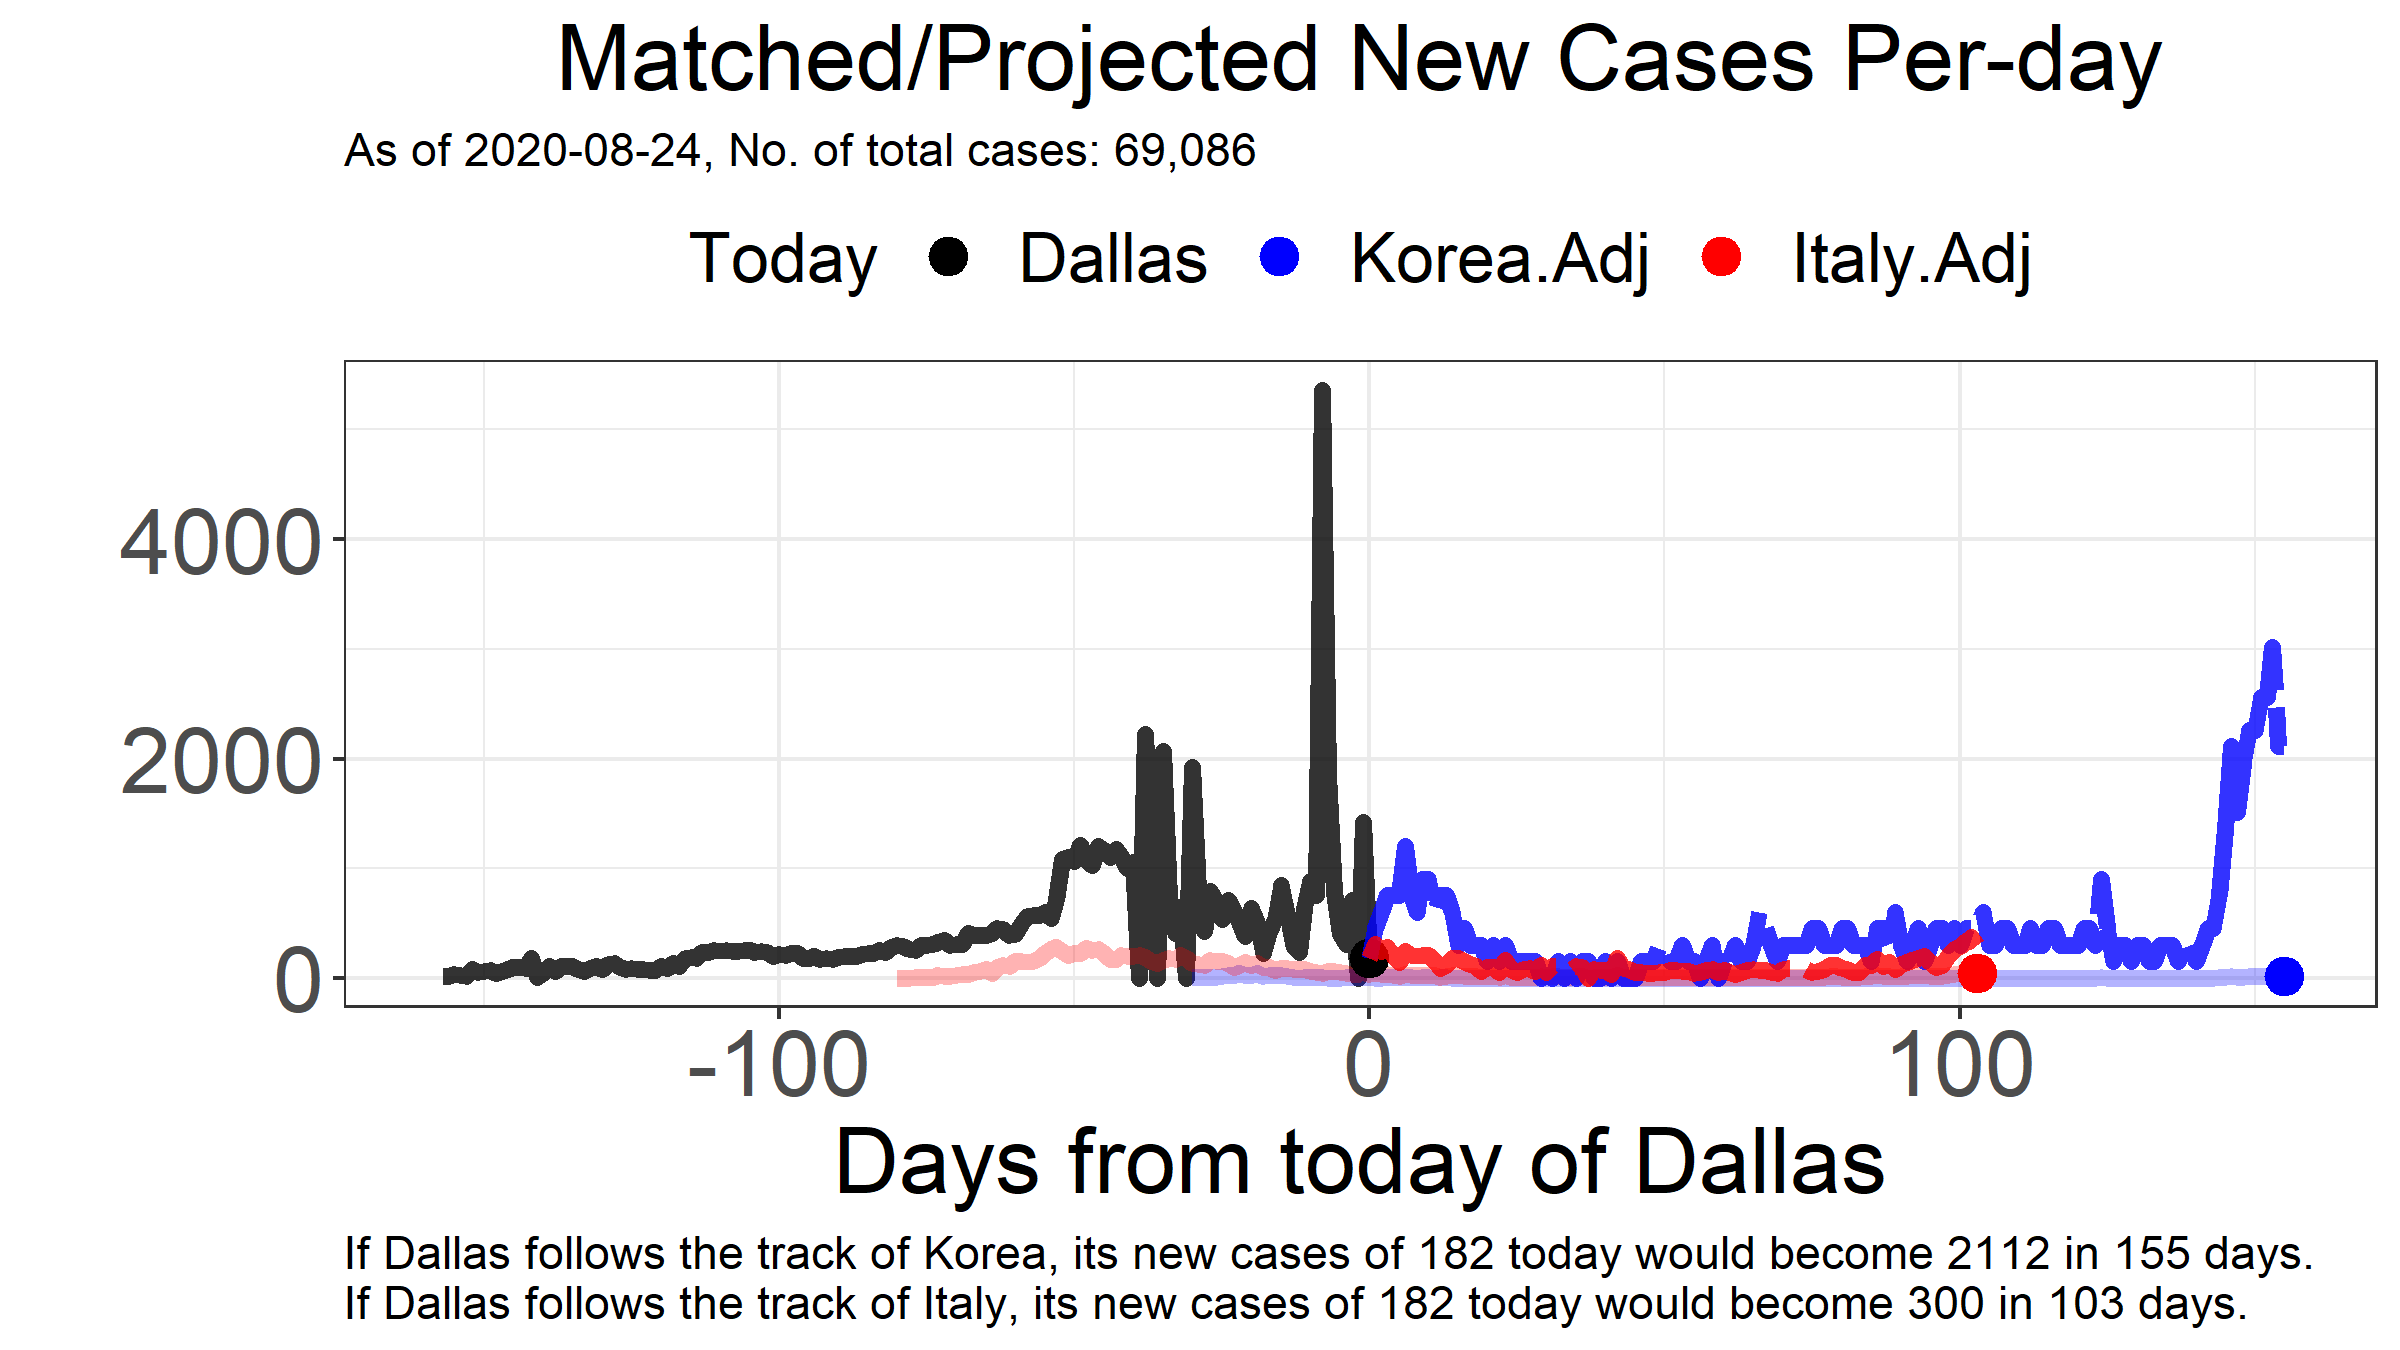 Matched/Projected New Cases Per-day
As of 2020-08-24, No. of total cases: 69,086
Today Dallas Korea.Adj Italy.Adj
4000
2000
0
-100 0 100
Days from today of Dallas
If Dallas follows the track of Korea, its new cases of 182 today would become 2112 in 155 days.
If Dallas follows the track of Italy, its new cases of 182 today would become 300 in 103 days.